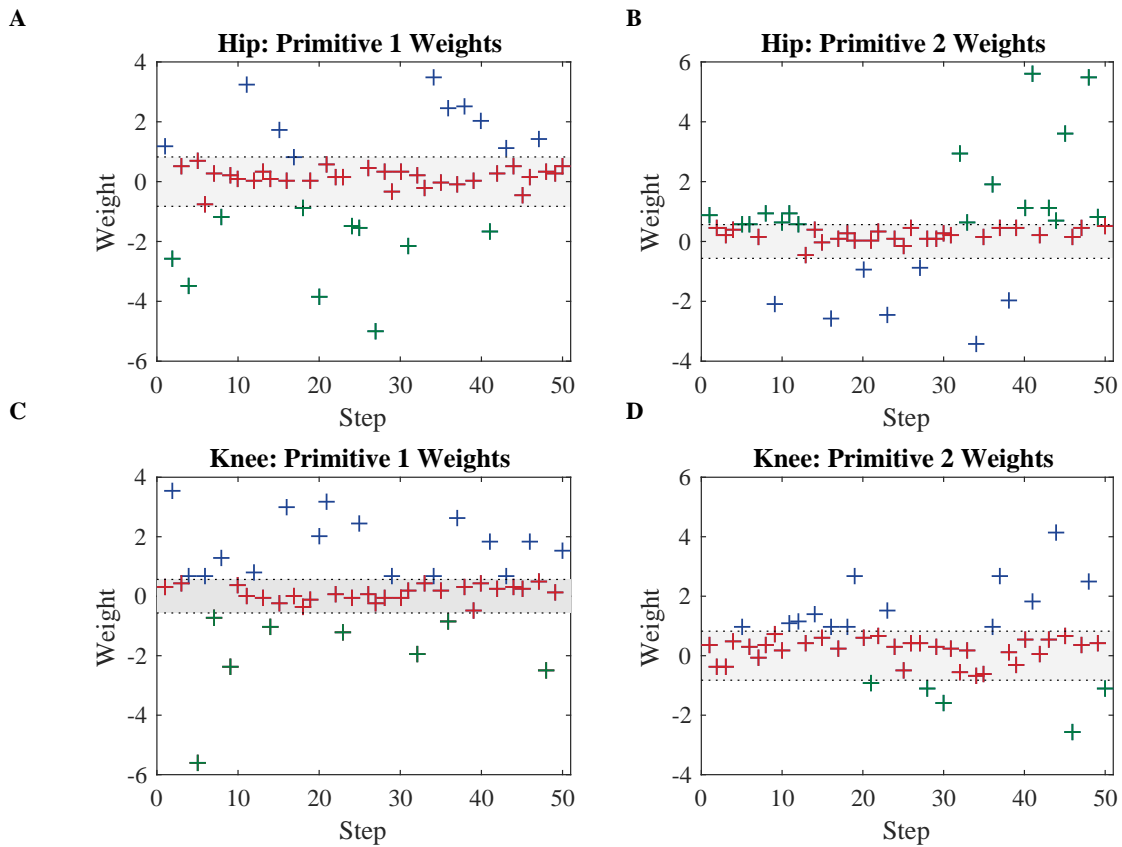 A
Hip: Primitive 1 Weights
4
2
0
-2
-4
-6
Weight
0 10 20 30 40 50
Step
B
Hip: Primitive 2 Weights
6
4
2
0
-2
-4
Weight
0 10 20 30 40 50
Step
C
Knee: Primitive 1 Weights
4
2
0
-2
-4
-6
Weight
0 10 20 30 40 50
Step
D
Knee: Primitive 2 Weights
6
4
2
0
-2
-4
Weight
0 10 20 30 40 50
Step